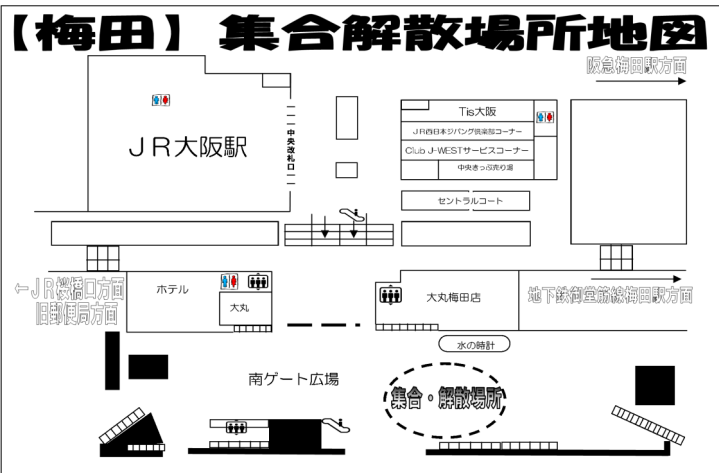 【梅田】 集合解散場所地図
阪急梅田駅方面
JR大阪駅
中央改札口
Tis大阪
JR西日本ジパング倶楽部コーナー
Club J-WESTサービスコーナー
中央きっぷ売り場
セントラルコート
←JR桜橋口方面
旧郵便局方面
ホテル
大丸
大丸梅田店
地下鉄御堂筋線梅田駅方面
水の時計
南ゲート広場
集合・解散場所